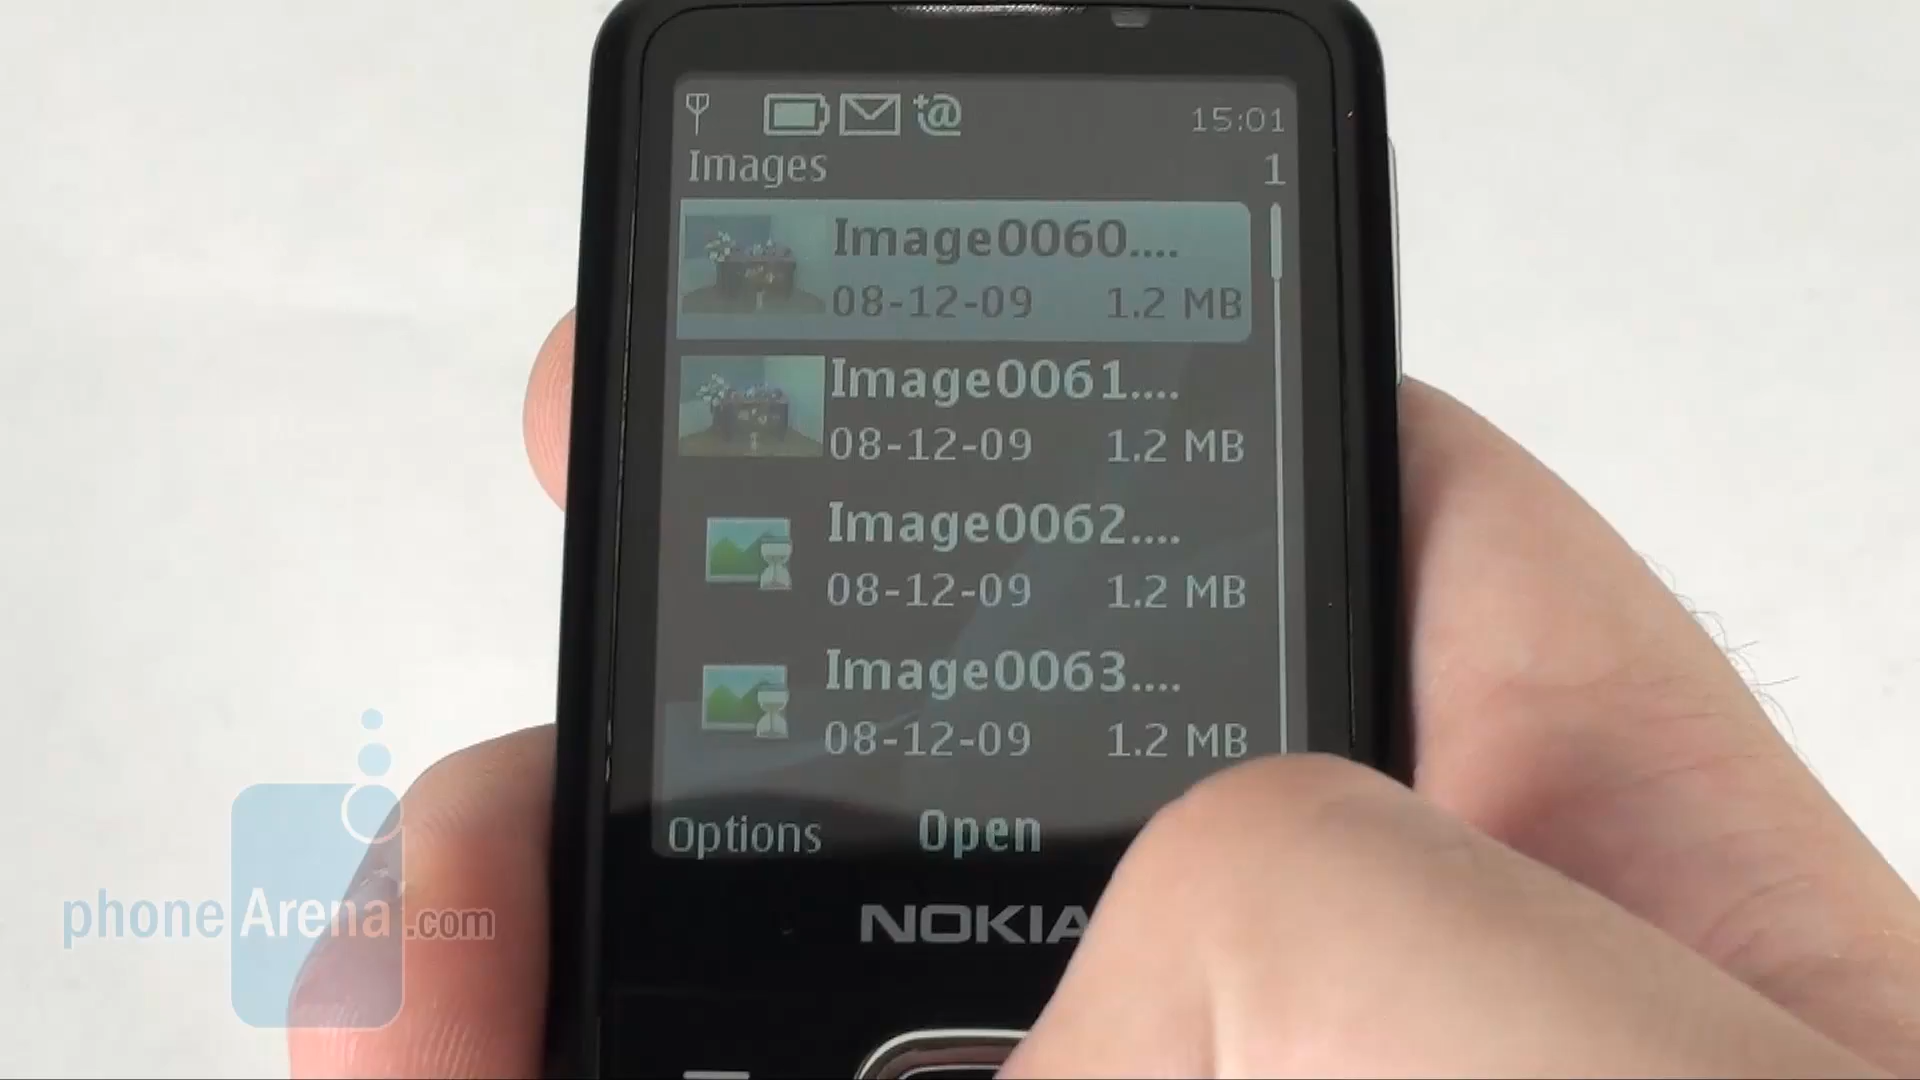 15:01
Images 1
Image0060....
08-12-09 1.2 MB
Image0061....
08-12-09 1.2 MB
Image0062....
08-12-09 1.2 MB
Image0063....
08-12-09 1.2 MB
Options Open
NOKIA
phoneArena.com